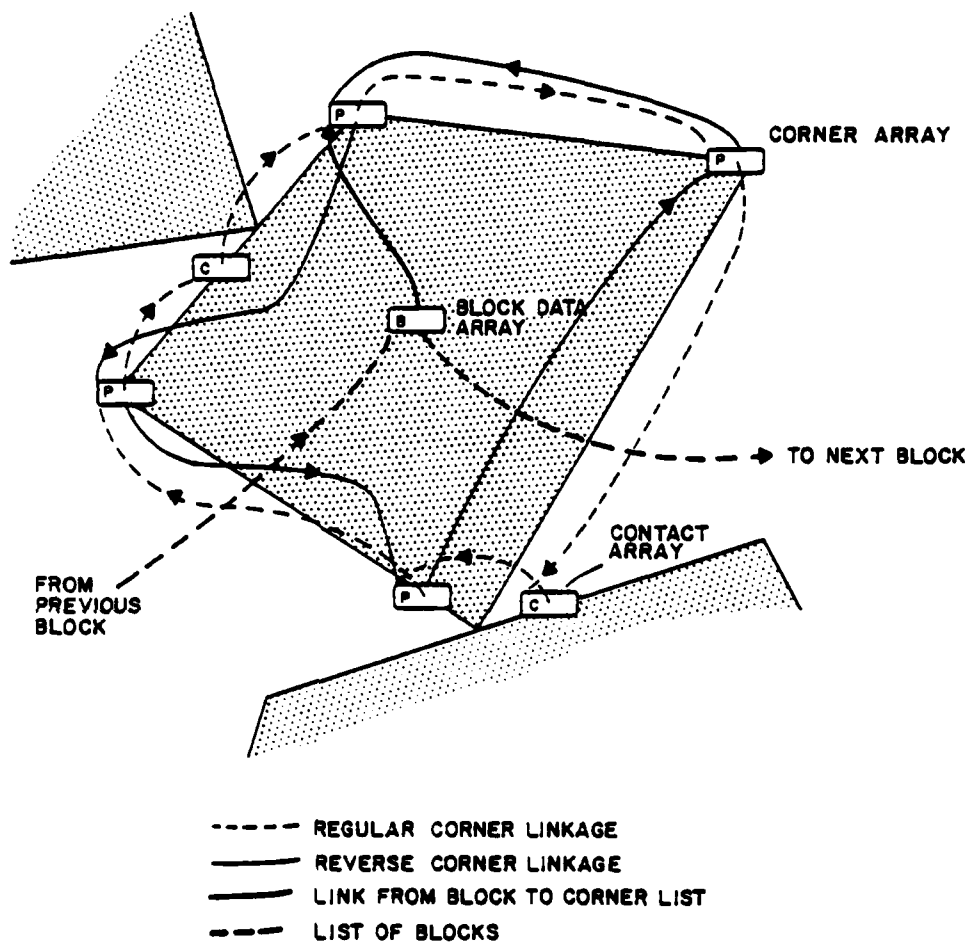 P
P
CORNER ARRAY
C
B
BLOCK DATA
ARRAY
P
TO NEXT BLOCK
CONTACT
ARRAY
FROM
PREVIOUS
BLOCK
P
C
REGULAR CORNER LINKAGE
REVERSE CORNER LINKAGE
LINK FROM BLOCK TO CORNER LIST
LIST OF BLOCKS